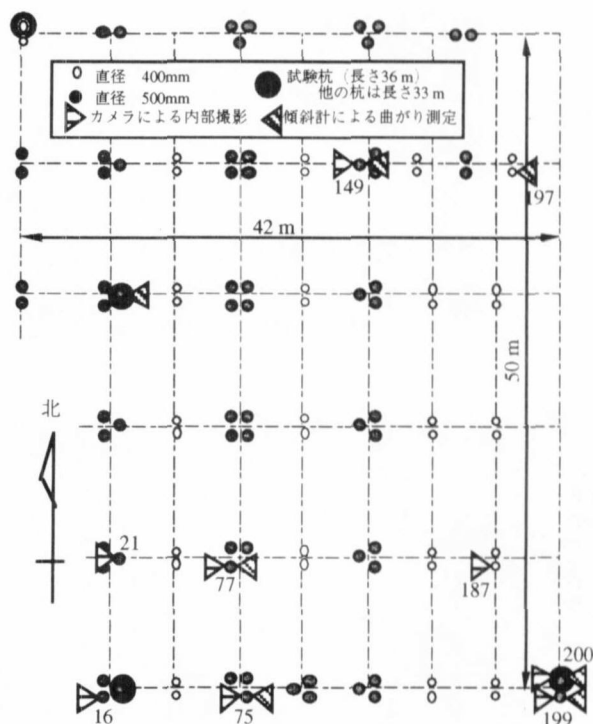 直径 400mm
試験杭（長さ36 m）
他の杭は長さ33 m
直径 500mm
カメラによる内部撮影
傾斜計による曲がり測定
149
197
42 m
50 m
北
21
77
187
200
16
75
199